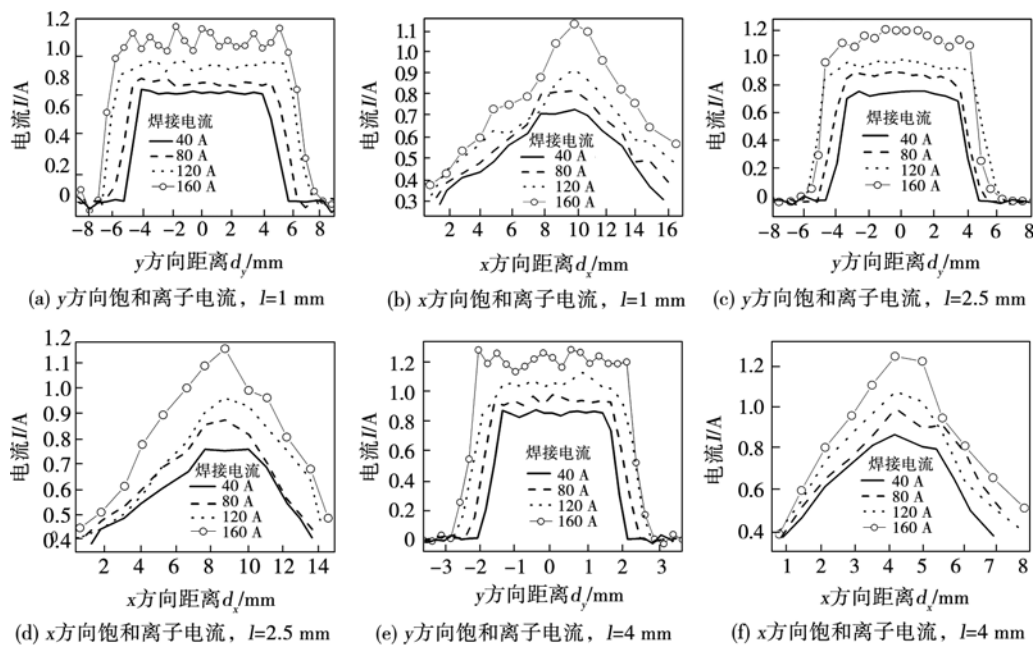 1.2
1.0
0.8
0.6
0.4
0.2
0
电流I/A
焊接电流
40 A
80 A
120 A
160 A
-8 -6 -4 -2 0 2 4 6 8
y方向距离dy/mm
(a) y方向饱和离子电流，l=1 mm
1.2
1.1
1.0
0.9
0.8
0.7
0.6
0.5
0.4
0.3
电流I/A
焊接电流
40 A
80 A
120 A
160 A
2 4 6 8 10 12 14 16
x方向距离dx/mm
(b) x方向饱和离子电流，l=1 mm
1.2
1.0
0.8
0.6
0.4
0.2
0
电流I/A
焊接电流
40 A
80 A
120 A
160 A
-8 -6 -4 -2 0 2 4 6 8
y方向距离dy/mm
(c) y方向饱和离子电流，l=2.5 mm
1.2
1.1
1.0
0.9
0.8
0.7
0.6
0.5
0.4
电流I/A
焊接电流
40 A
80 A
120 A
160 A
2 4 6 8 10 12 14
x方向距离dx/mm
(d) x方向饱和离子电流，l=2.5 mm
1.2
1.0
0.8
0.6
0.4
0.2
0
电流I/A
焊接电流
40 A
80 A
120 A
160 A
-3 -2 -1 0 1 2 3
y方向距离dy/mm
(e) y方向饱和离子电流，l=4 mm
1.2
1.0
0.8
0.6
0.4
电流I/A
焊接电流
40 A
80 A
120 A
160 A
1 2 3 4 5 6 7 8
x方向距离dx/mm
(f) x方向饱和离子电流，l=4 mm